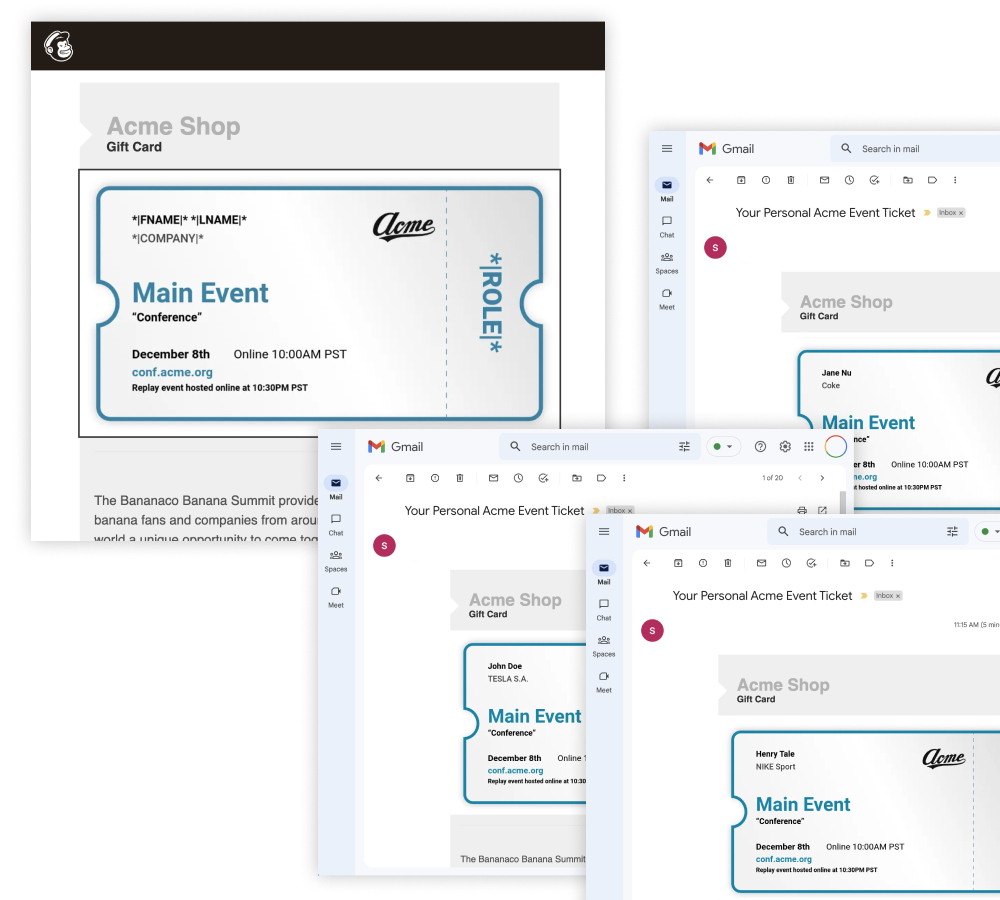 Acme Shop
Gift Card
*|FNAME|* *|LNAME|*
*|COMPANY|*
Acme
Main Event
“Conference”
December 8th Online 10:00AM PST
conf.acme.org
Replay event hosted online at 10:30PM PST
*|ROLE|*
The Bananaco Banana Summit provide
banana fans and companies from arou
world a unique opportunity to come tog
Gmail
Search in mail
Mail
Chat
Spaces
Meet
Your Personal Acme Event Ticket
Inbox ×
S
Acme Shop
Gift Card
Jane Nu
Coke
Main Event
nce”
er 8th Online 10:00AM PST
me.org
t hosted online at 10:30PM PST
Gmail
Search in mail
Mail
Chat
Spaces
Meet
1 of 20
Your Personal Acme Event Ticket
Inbox ×
S
Acme Shop
Gift Card
John Doe
TESLA S.A.
Main Event
“Conference”
December 8th Online 1
conf.acme.org
Replay event hosted online at 10:30
The Bananaco Banana Summit
Gmail
Search in mail
Mail
Chat
Spaces
Meet
Your Personal Acme Event Ticket
Inbox ×
S
11:15 AM (5 min
Acme Shop
Gift Card
Henry Tale
NIKE Sport
Acme
Main Event
“Conference”
December 8th Online 10:00AM PST
conf.acme.org
Replay event hosted online at 10:30PM PST